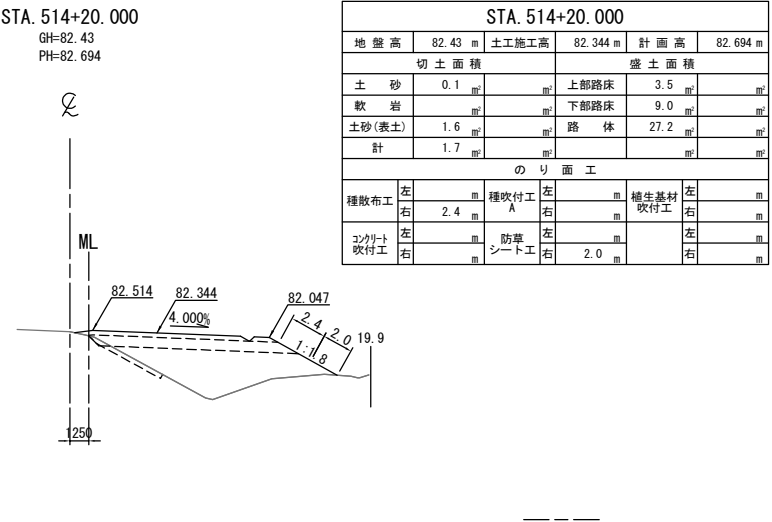 STA.514+20.000
GH=82.43
PH=82.694
STA.514+20.000
地盤高 82.43 m 土工施工高 82.344 m 計画高 82.694 m
切土面積 盛土面積
土砂 0.1 m² m² 上部路床 3.5 m² m²
軟岩 m² m² 下部路床 9.0 m² m²
土砂(表土) 1.6 m² m² 路体 27.2 m² m²
計 1.7 m² m² m² m²
のり面工
種散布工 左 m 種吹付工A 左 m 植生基材吹付工 左 m
右 2.4 m 右 m 右 m
コンクリート吹付工 左 m 防草シート工 左 m 左 m
右 m 右 2.0 m 右 m
℄
ML
82.514
82.344
82.047
4.000%
2.4
2.0
1:1.8
19.9
1250